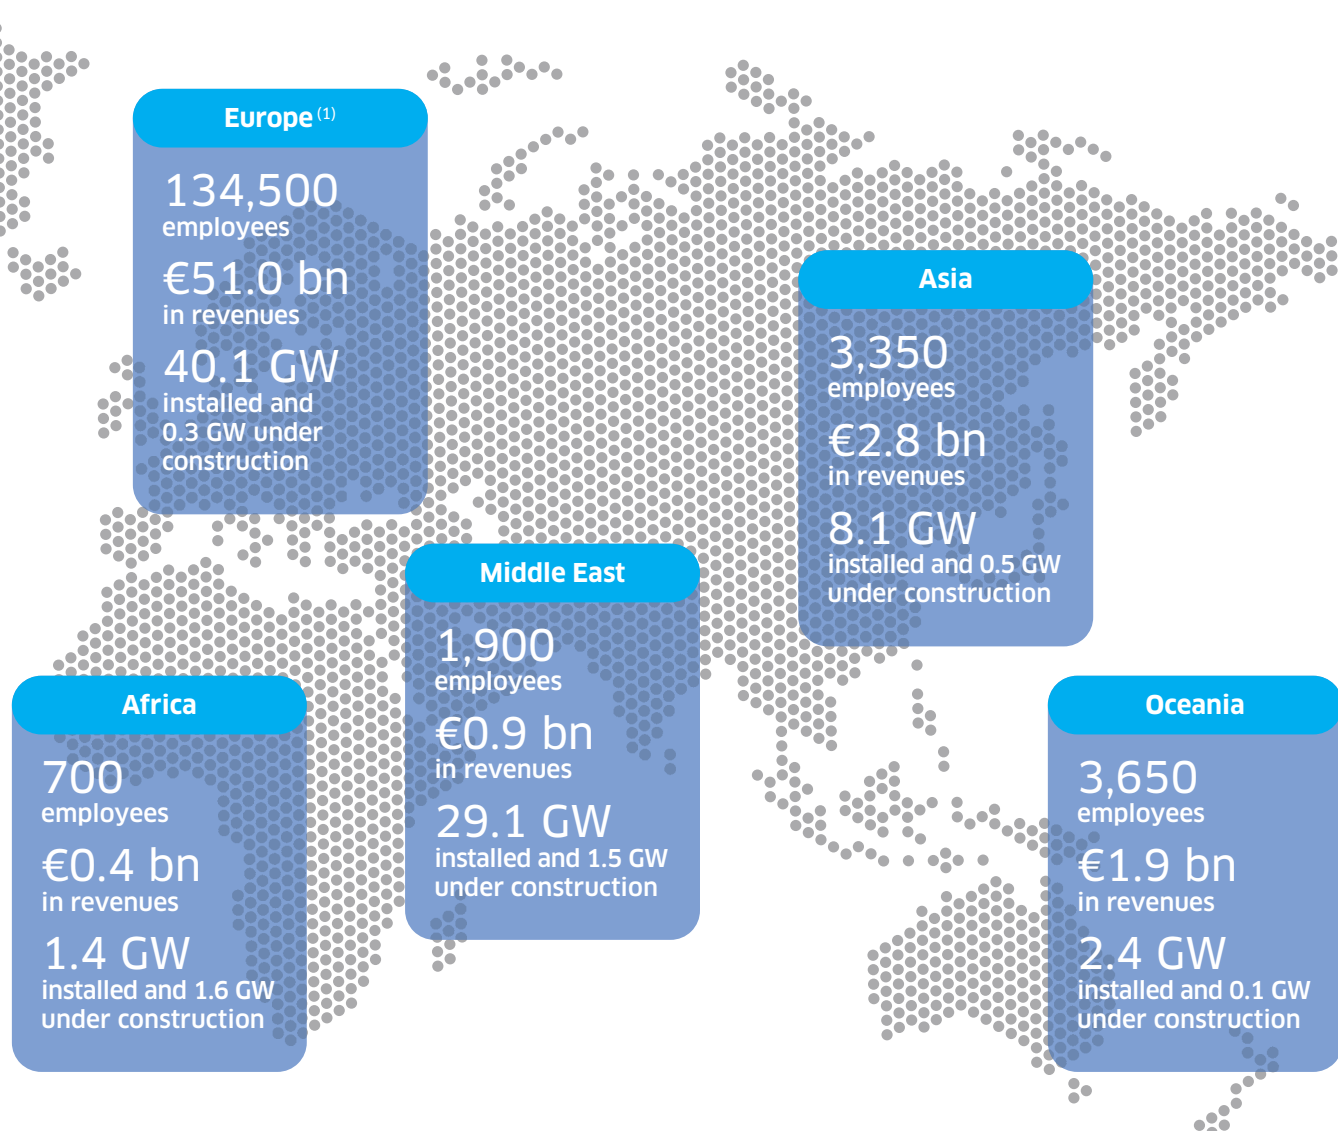 Europe (1)
134,500
employees
€51.0 bn
in revenues
40.1 GW
installed and
0.3 GW under
construction
Asia
3,350
employees
€2.8 bn
in revenues
8.1 GW
installed and 0.5 GW
under construction
Middle East
1,900
employees
€0.9 bn
in revenues
29.1 GW
installed and 1.5 GW
under construction
Africa
700
employees
€0.4 bn
in revenues
1.4 GW
installed and 1.6 GW
under construction
Oceania
3,650
employees
€1.9 bn
in revenues
2.4 GW
installed and 0.1 GW
under construction